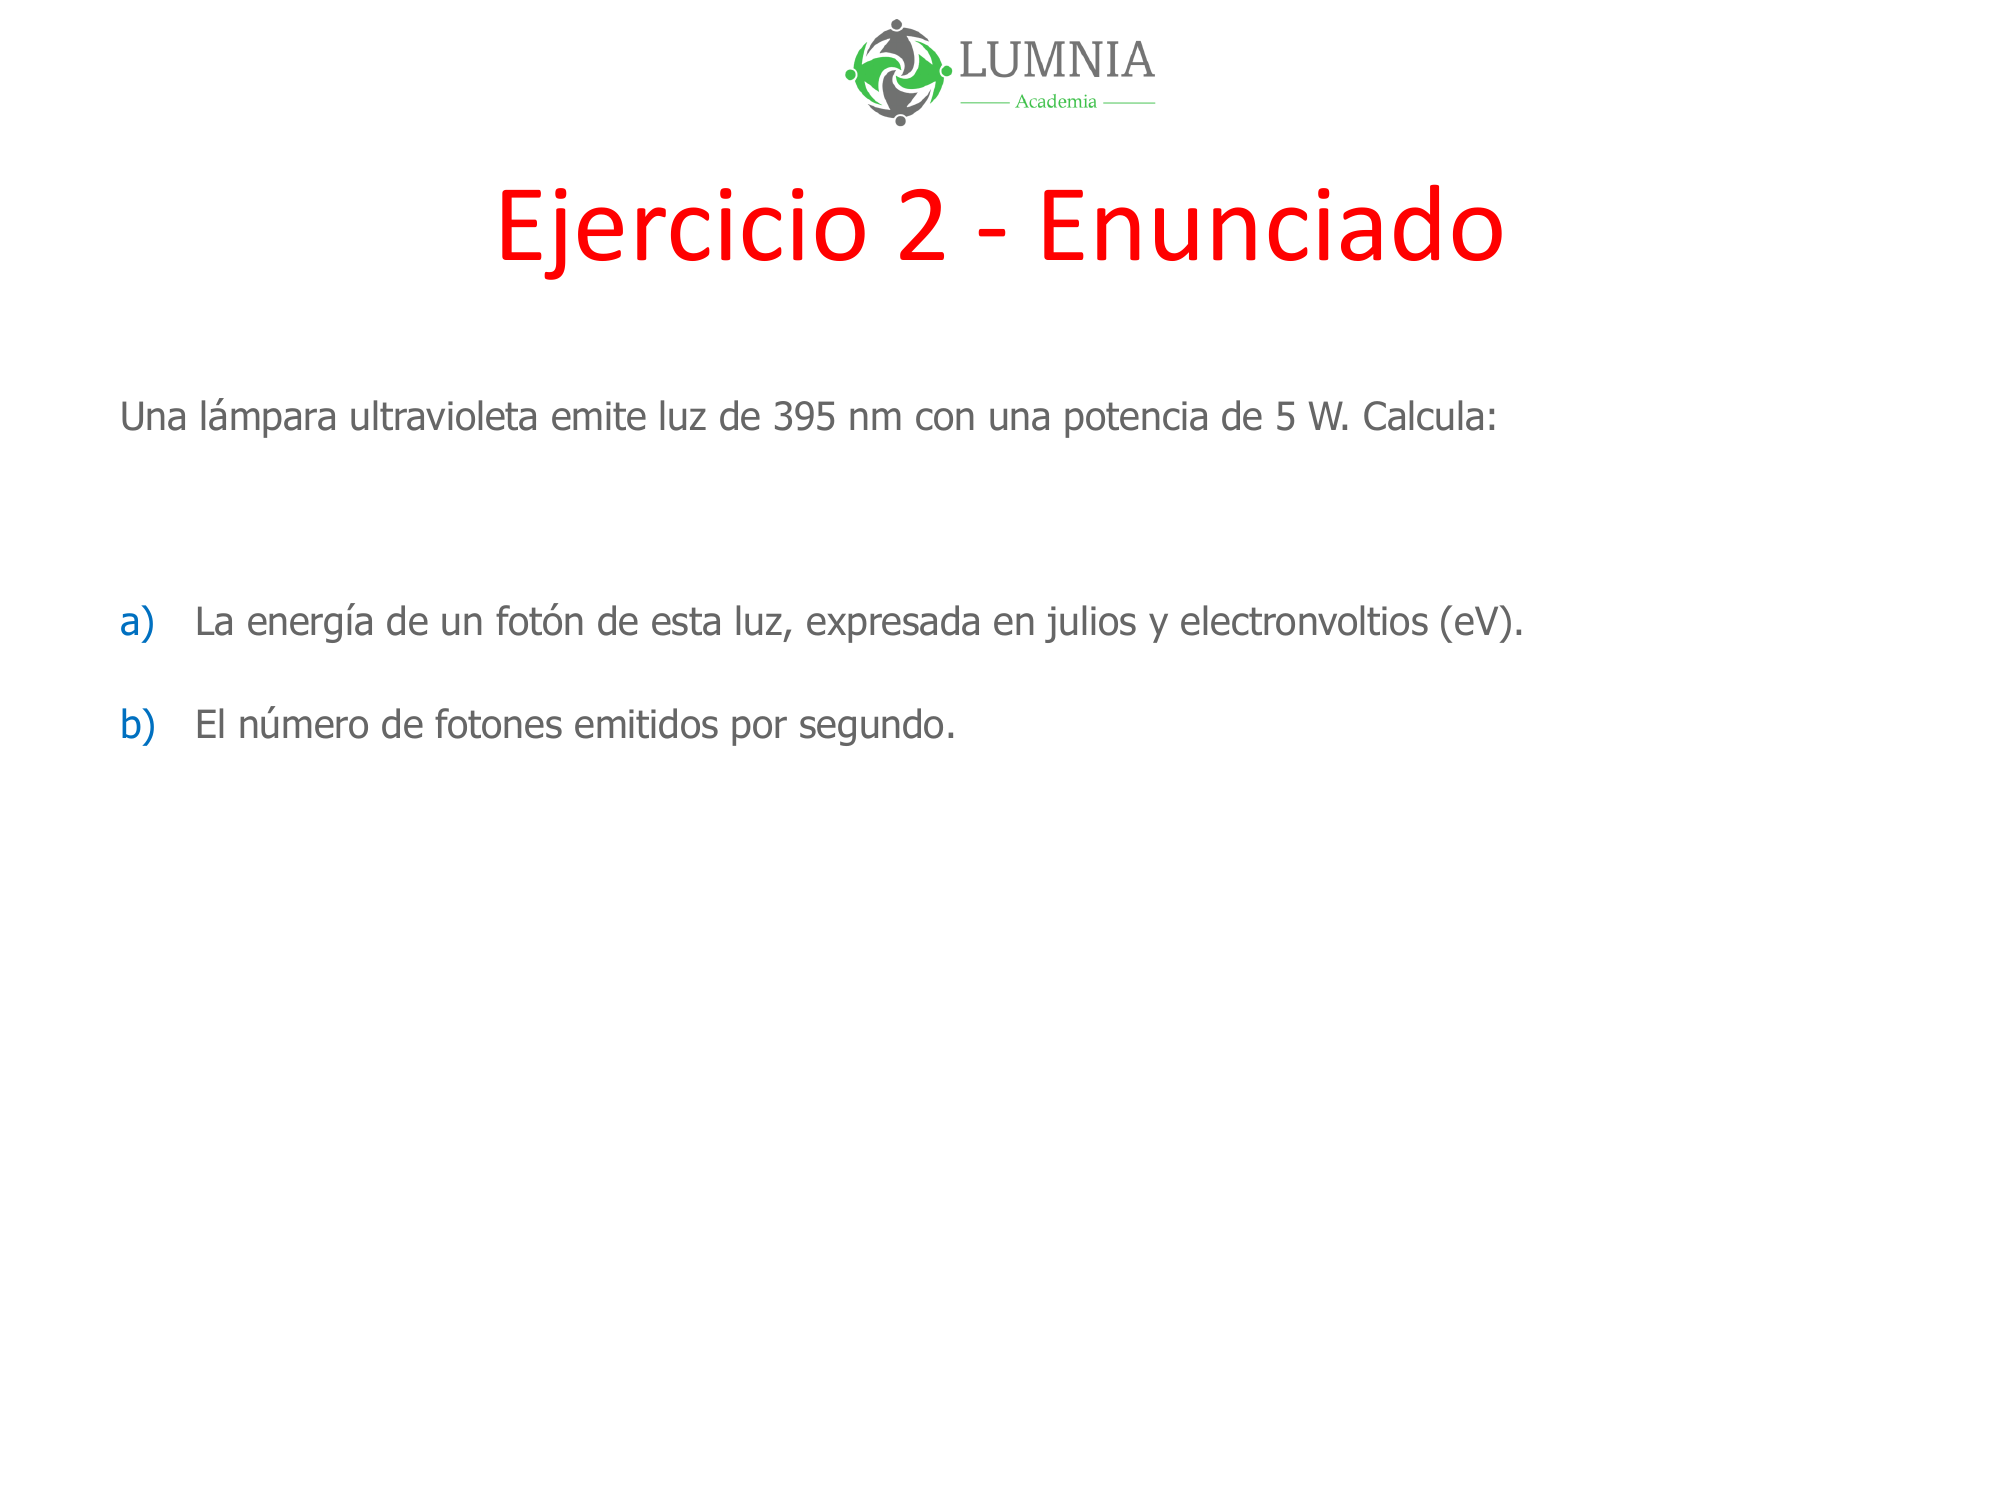 LUMNIA
Academia
Ejercicio 2 - Enunciado
Una lámpara ultravioleta emite luz de 395 nm con una potencia de 5 W. Calcula:
a) La energía de un fotón de esta luz, expresada en julios y electronvoltios (eV).
b) El número de fotones emitidos por segundo.